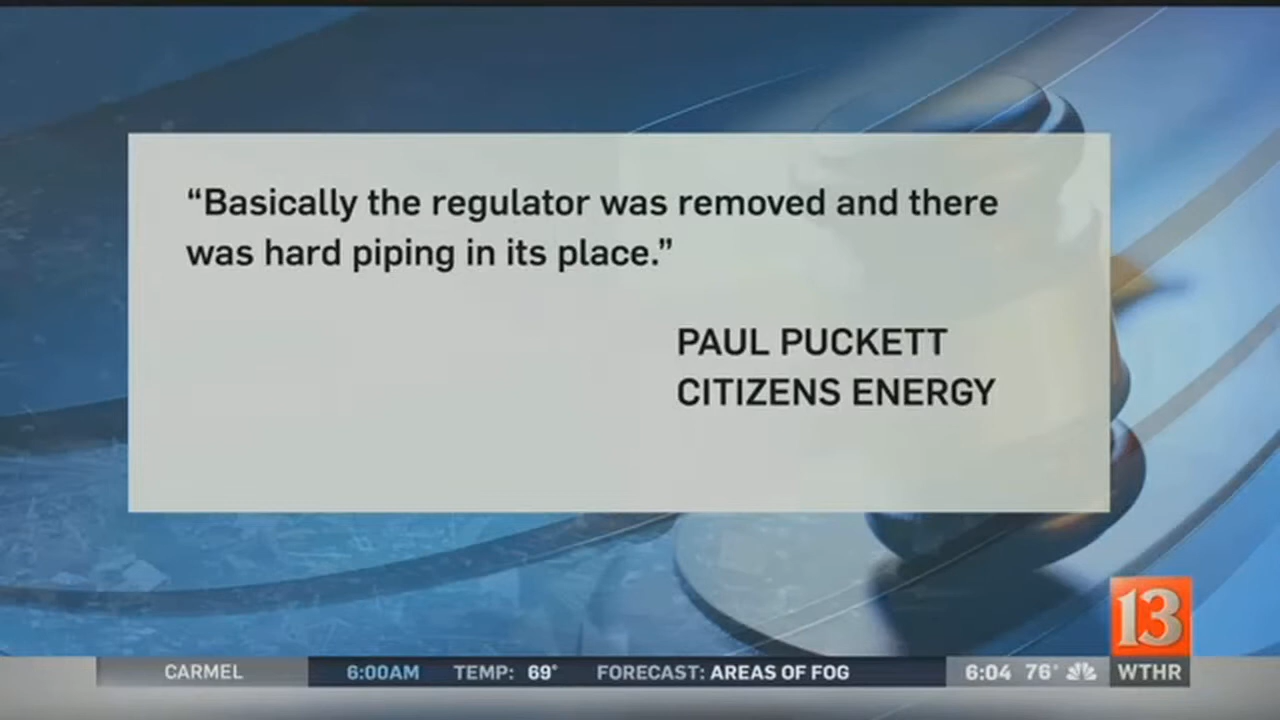 “Basically the regulator was removed and there
was hard piping in its place.”
PAUL PUCKETT
CITIZENS ENERGY
13
CARMEL 6:00AM TEMP: 69° FORECAST: AREAS OF FOG 6:04 76° WTHR